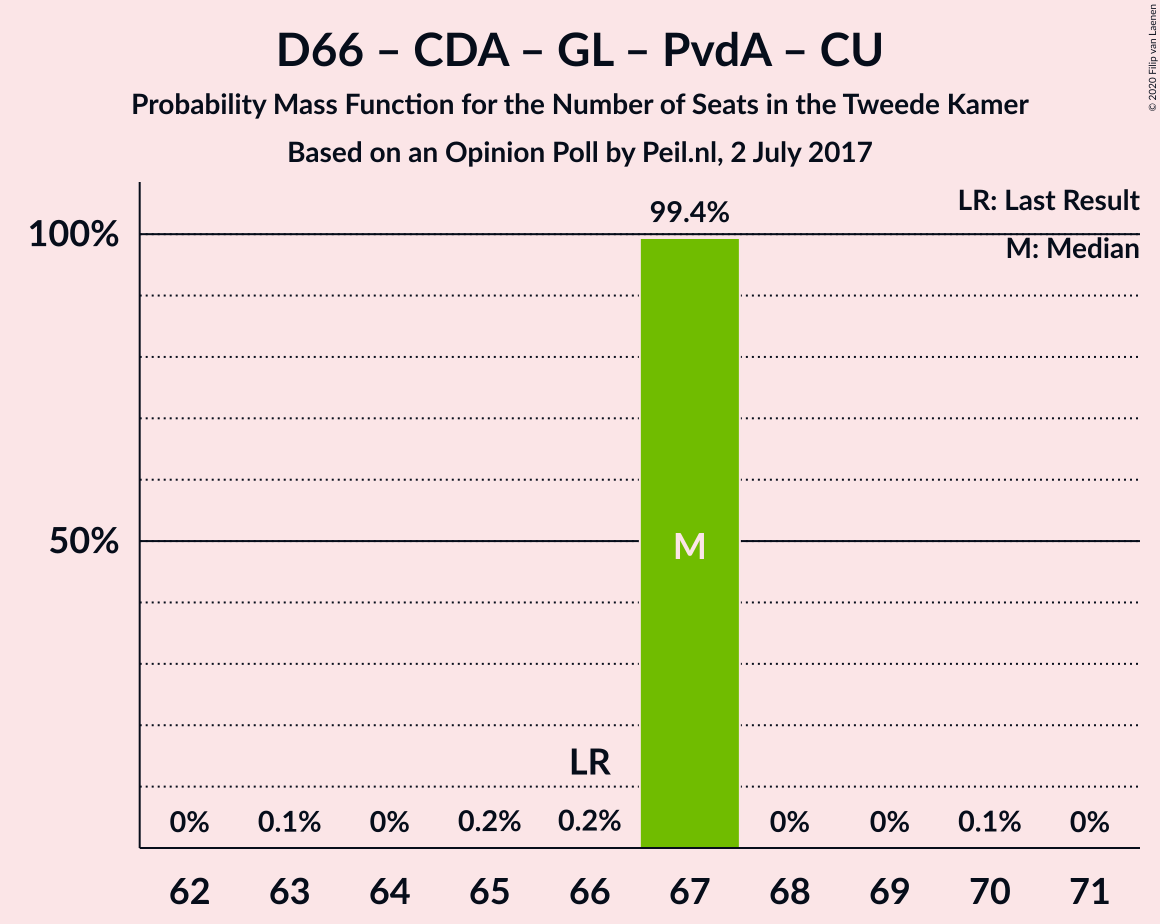 D66 – CDA – GL – PvdA – CU
Probability Mass Function for the Number of Seats in the Tweede Kamer
Based on an Opinion Poll by Peil.nl, 2 July 2017
© 2020 Filip van Laenen
LR: Last Result
M: Median
99.4%
100%
50%
M
LR
0% 0.1% 0% 0.2% 0.2% 0% 0% 0.1% 0%
62 63 64 65 66 67 68 69 70 71